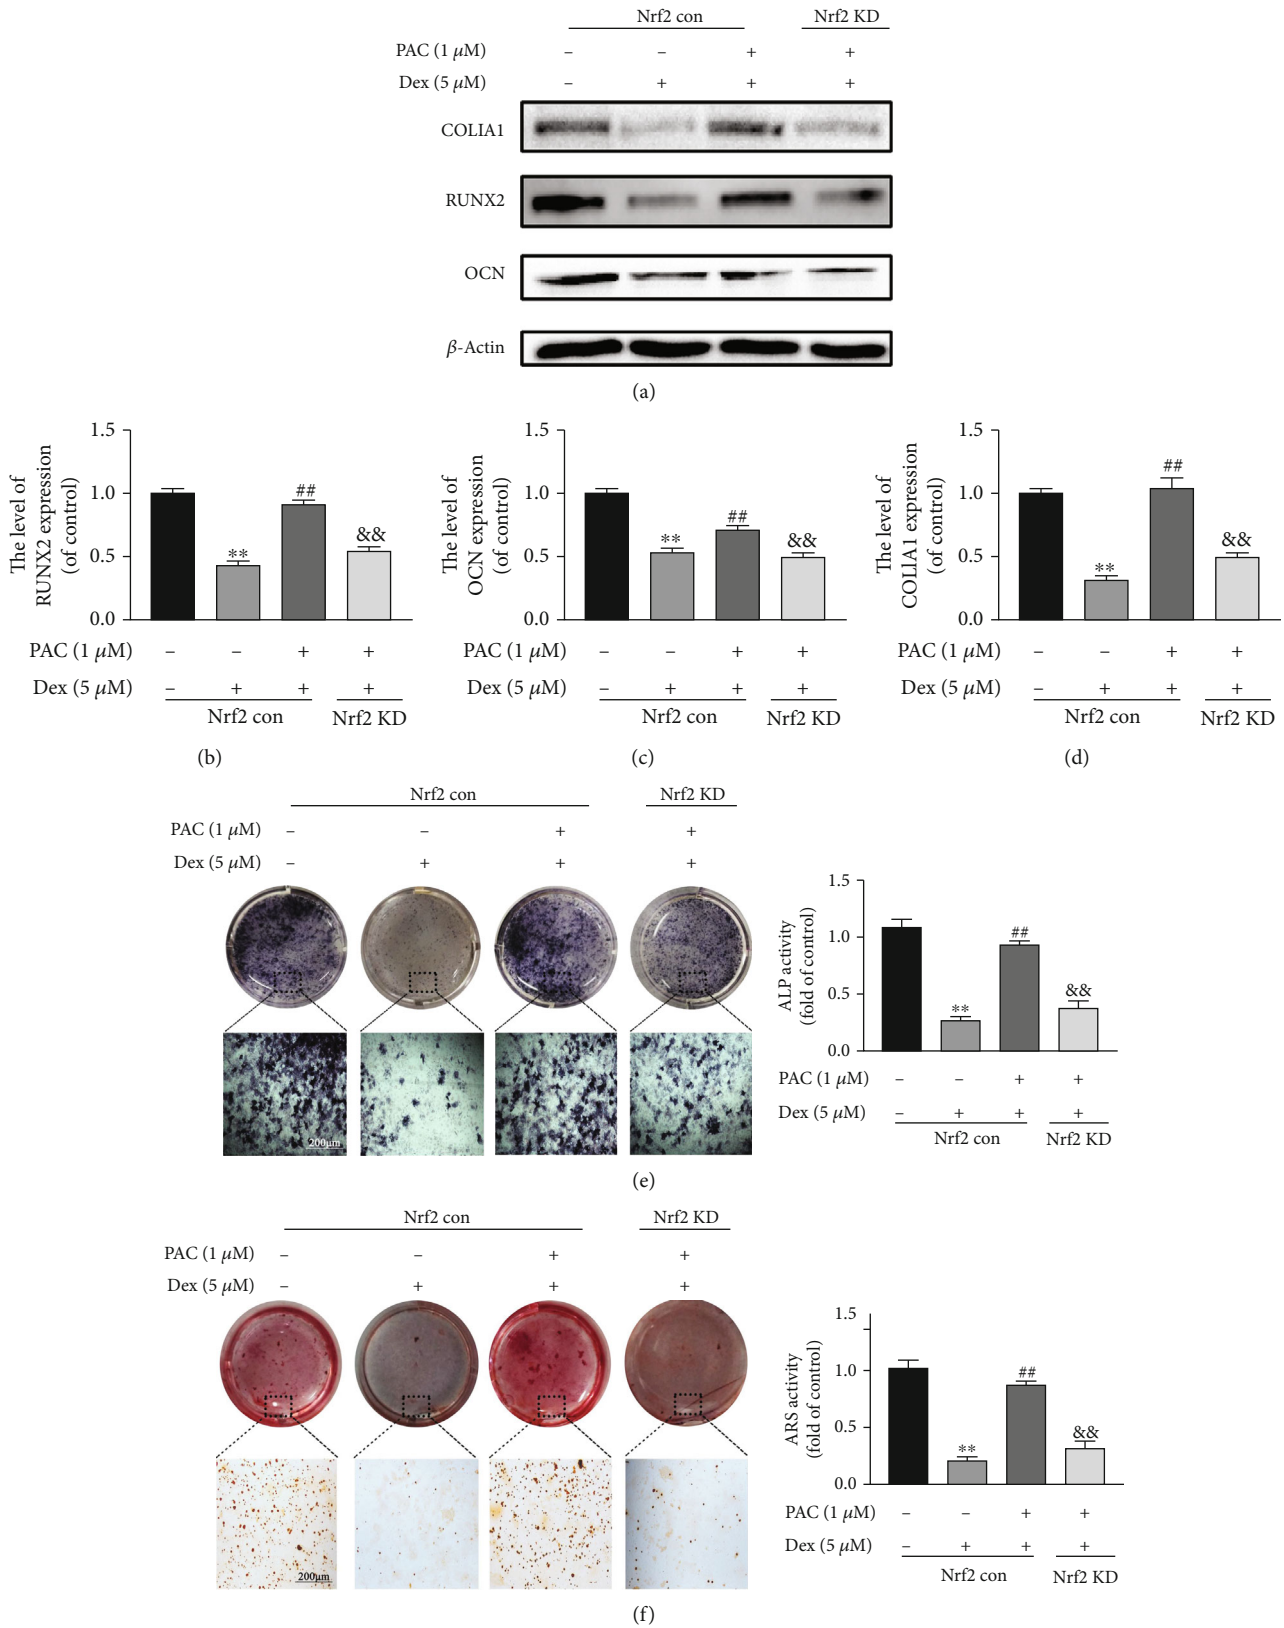 Nrf2 con Nrf2 KD
PAC (1 μM) – – + +
Dex (5 μM) – + + +
COLIA1
RUNX2
OCN
β-Actin
(a)
The level of
RUNX2 expression
(of control)
1.5
1.0
0.5
0.0
** ## &&
PAC (1 μM) – – + +
Dex (5 μM) – + + +
Nrf2 con Nrf2 KD
(b)
The level of
OCN expression
(of control)
1.5
1.0
0.5
0.0
** ## &&
PAC (1 μM) – – + +
Dex (5 μM) – + + +
Nrf2 con Nrf2 KD
(c)
The level of
COLIA1 expression
(of control)
1.5
1.0
0.5
0.0
** ## &&
PAC (1 μM) – – + +
Dex (5 μM) – + + +
Nrf2 con Nrf2 KD
(d)
Nrf2 con Nrf2 KD
PAC (1 μM) – – + +
Dex (5 μM) – + + +
200μm
ALP activity
(fold of control)
1.5
1.0
0.5
0.0
** ## &&
PAC (1 μM) – – + +
Dex (5 μM) – + + +
Nrf2 con Nrf2 KD
(e)
Nrf2 con Nrf2 KD
PAC (1 μM) – – + +
Dex (5 μM) – + + +
200μm
ARS activity
(fold of control)
1.5
1.0
0.5
0.0
** ## &&
PAC (1 μM) – – + +
Dex (5 μM) – + + +
Nrf2 con Nrf2 KD
(f)